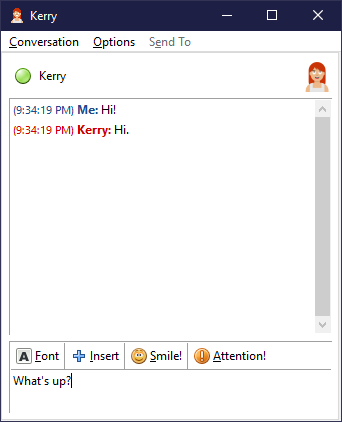 Kerry
Conversation Options Send To
Kerry
(9:34:19 PM) Me: Hi!
(9:34:19 PM) Kerry: Hi.
A Font Insert Smile! Attention!
What's up?